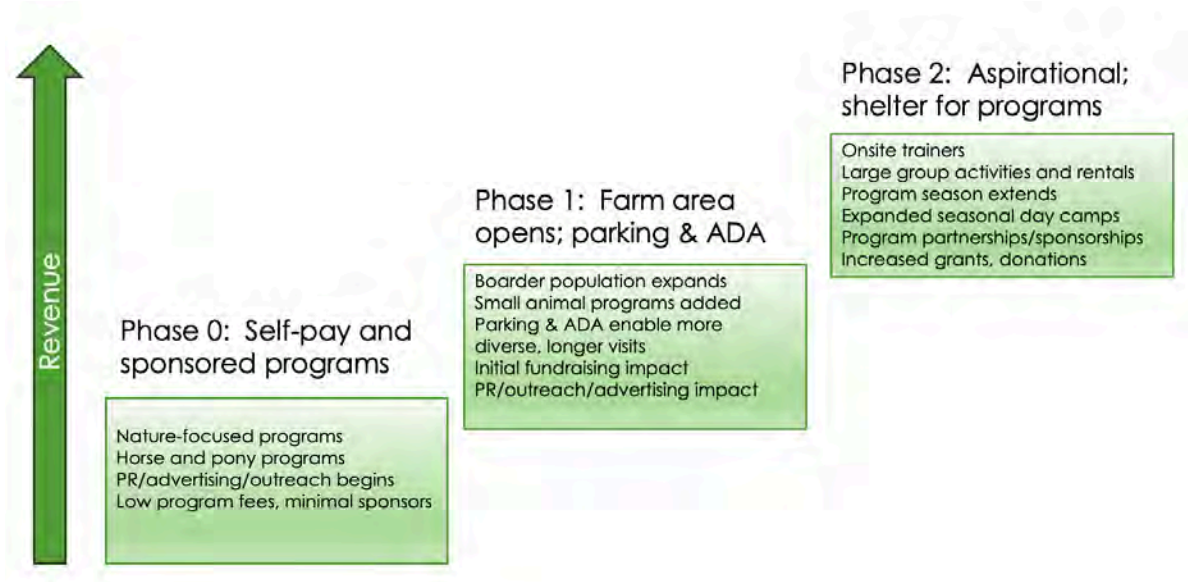 Revenue
Phase 0:  Self-pay and
sponsored programs
Nature-focused programs
Horse and pony programs
PR/advertising/outreach begins
Low program fees, minimal sponsors
Phase 1:  Farm area
opens; parking & ADA
Boarder population expands
Small animal programs added
Parking & ADA enable more
diverse, longer visits
Initial fundraising impact
PR/outreach/advertising impact
Phase 2:  Aspirational;
shelter for programs
Onsite trainers
Large group activities and rentals
Program season extends
Expanded seasonal day camps
Program partnerships/sponsorships
Increased grants, donations